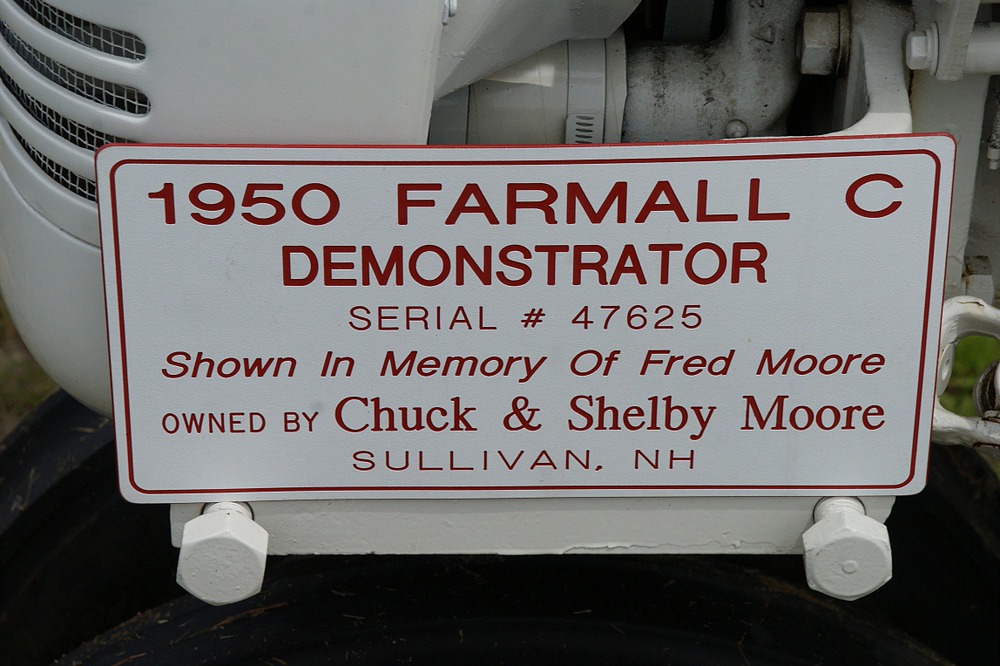 1950 FARMALL C
DEMONSTRATOR
SERIAL # 47625
Shown In Memory Of Fred Moore
OWNED BY Chuck & Shelby Moore
SULLIVAN, NH